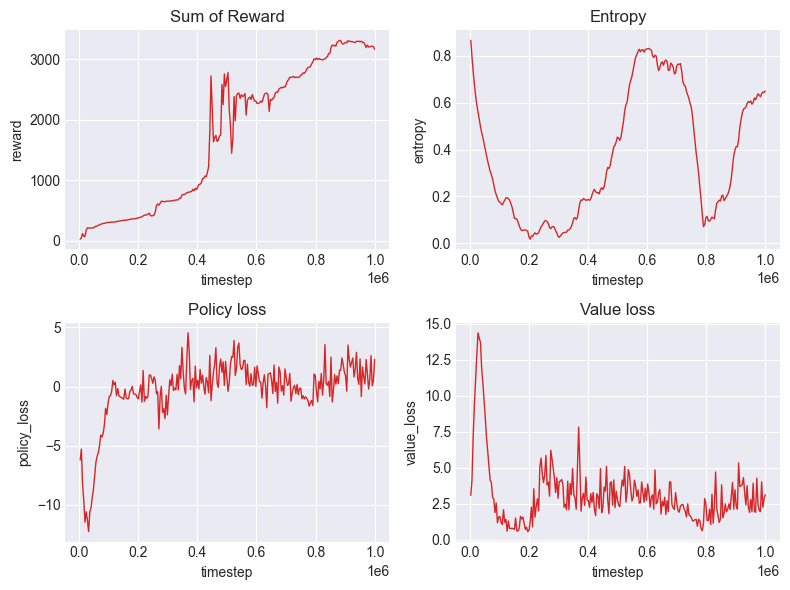 Sum of Reward
reward
3000
2000
1000
0
0.0 0.2 0.4 0.6 0.8 1.0
1e6
timestep
Entropy
entropy
0.8
0.6
0.4
0.2
0.0
0.0 0.2 0.4 0.6 0.8 1.0
1e6
timestep
Policy loss
policy_loss
5
0
−5
−10
0.0 0.2 0.4 0.6 0.8 1.0
1e6
timestep
Value loss
value_loss
15.0
12.5
10.0
7.5
5.0
2.5
0.0
0.0 0.2 0.4 0.6 0.8 1.0
1e6
timestep